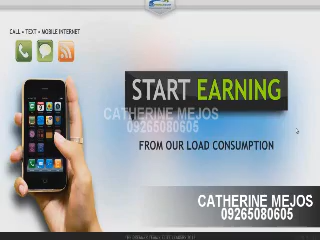 CALL • TEXT • MOBILE INTERNET
START EARNING
CATHERINE MEJOS
09265080605
FROM OUR LOAD CONSUMPTION
CATHERINE MEJOS
09265080605